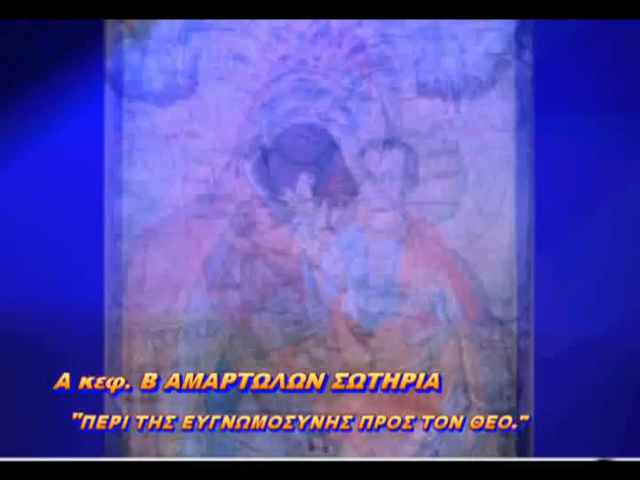 Α κεφ. Β ΑΜΑΡΤΩΛΩΝ ΣΩΤΗΡΙΑ
"ΠΕΡΙ ΤΗΣ ΕΥΓΝΩΜΟΣΥΝΗΣ ΠΡΟΣ ΤΟΝ ΘΕΟ."